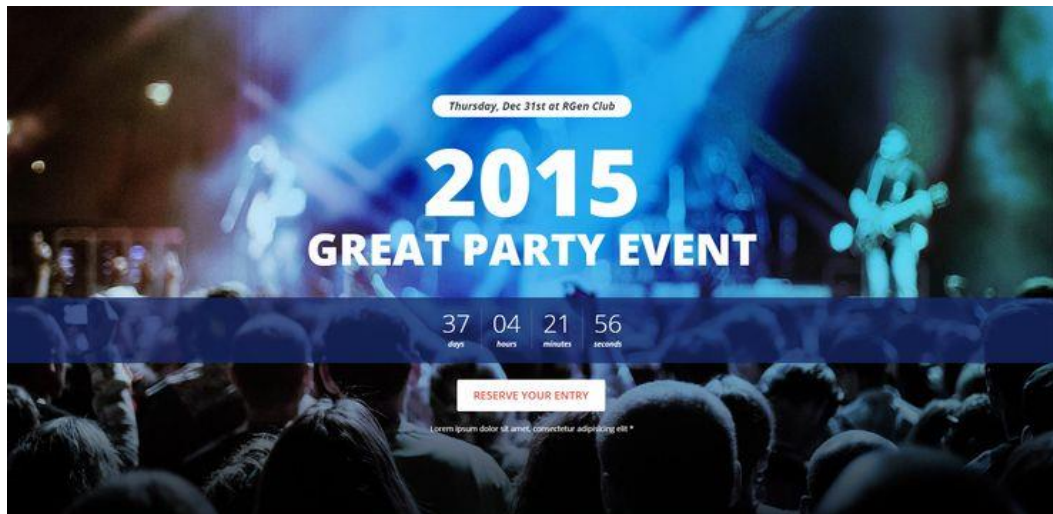 Thursday, Dec 31st at RGen Club
2015
GREAT PARTY EVENT
37 04 21 56
days hours minutes seconds
RESERVE YOUR ENTRY
Lorem ipsum dolor sit amet, consectetur adipisicing elit *